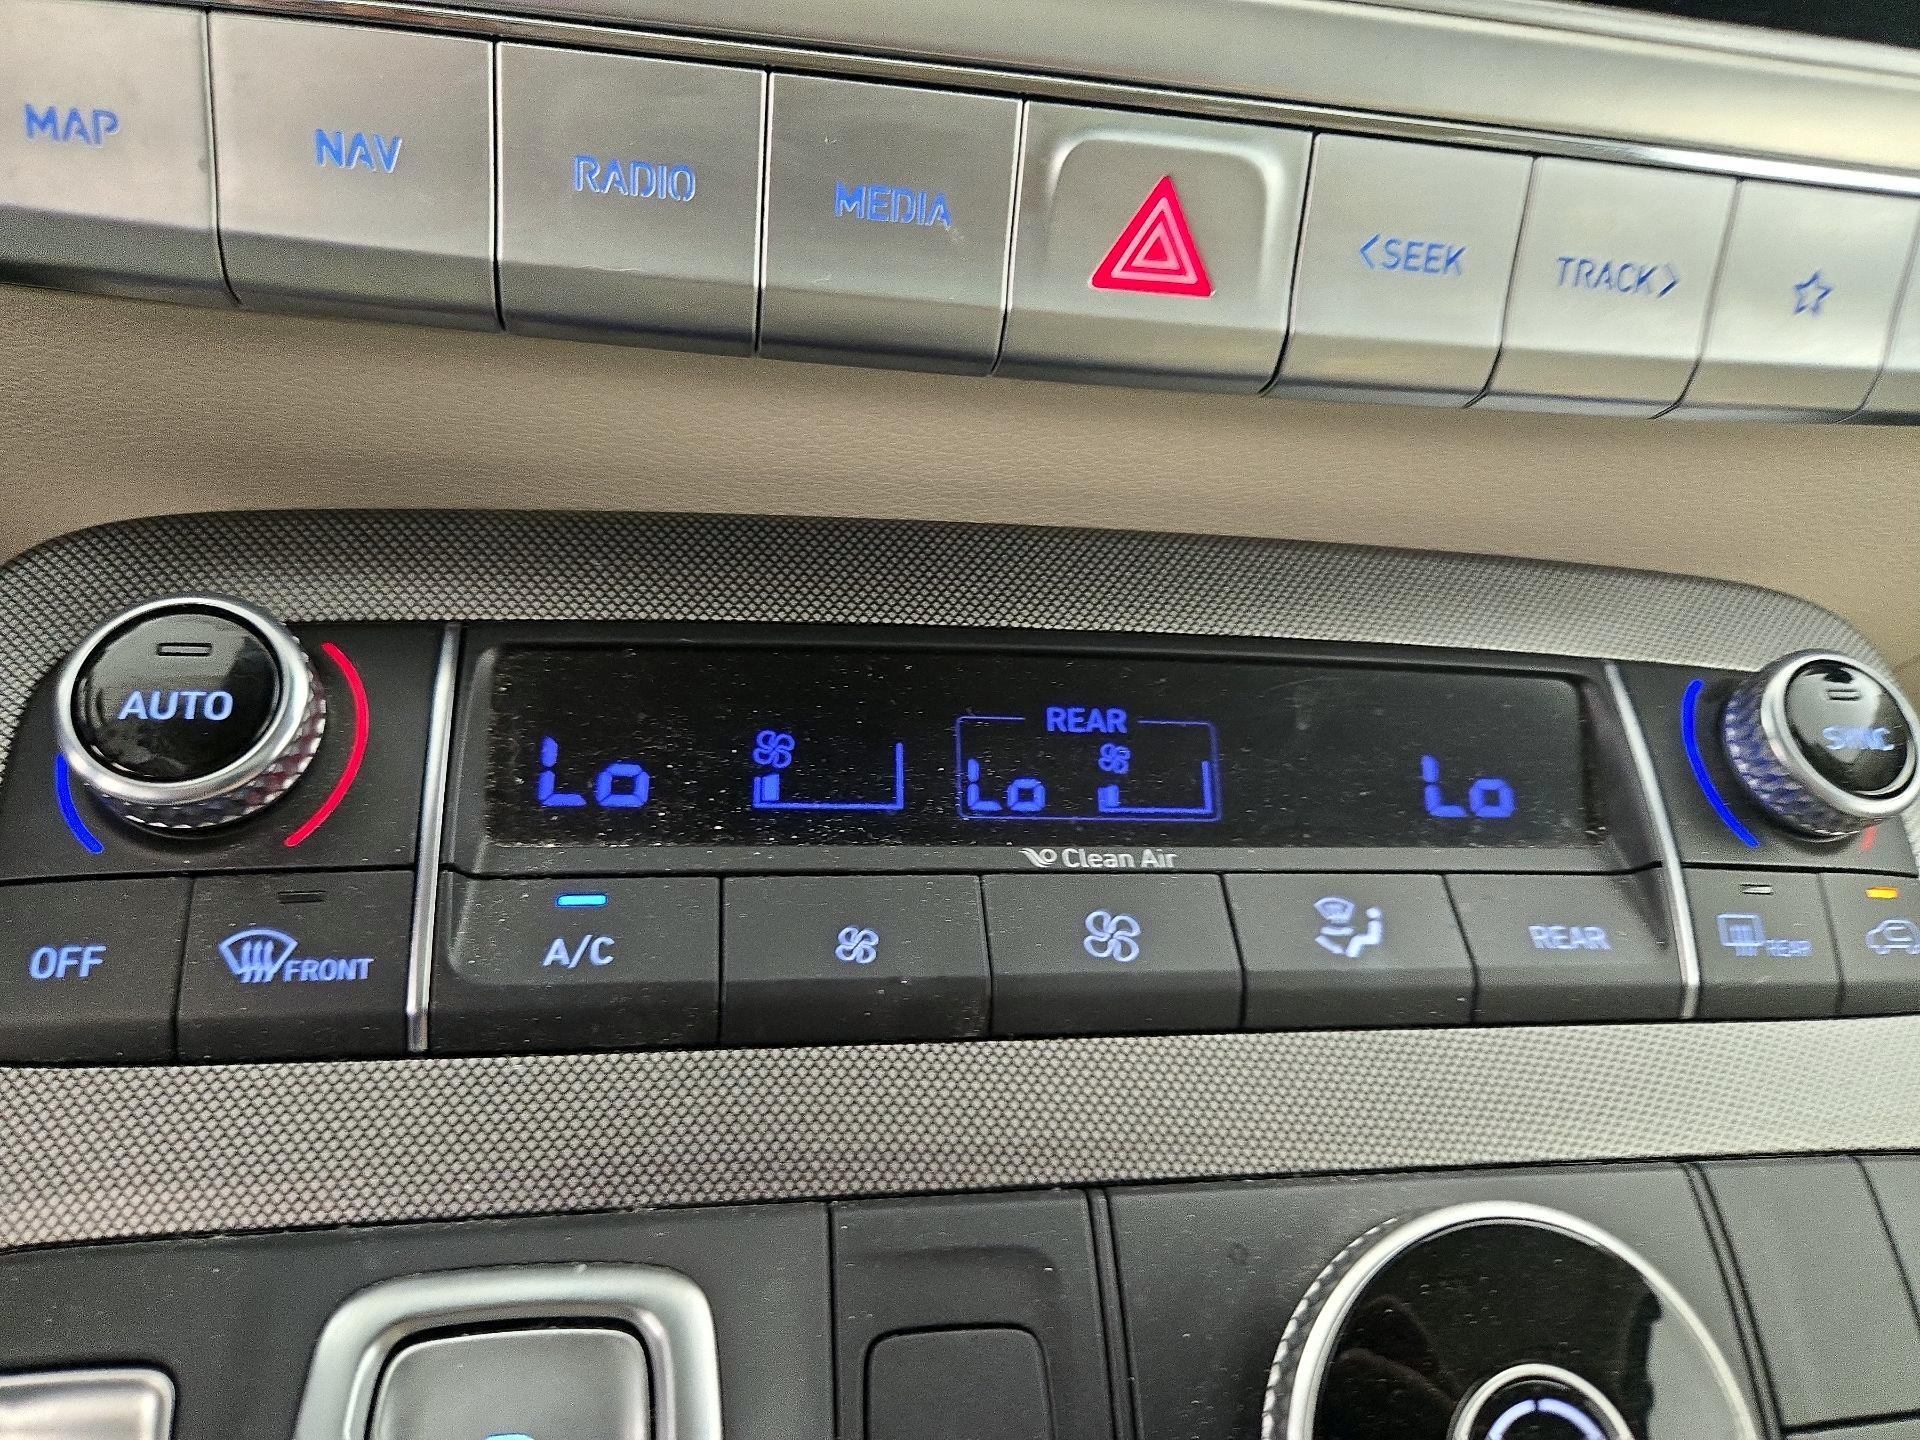 MAP
NAV
RADIO
MEDIA
<SEEK
TRACK>
AUTO
Lo
REAR
Lo
Lo
SYNC
Clean Air
OFF
FRONT
A/C
REAR
REAR